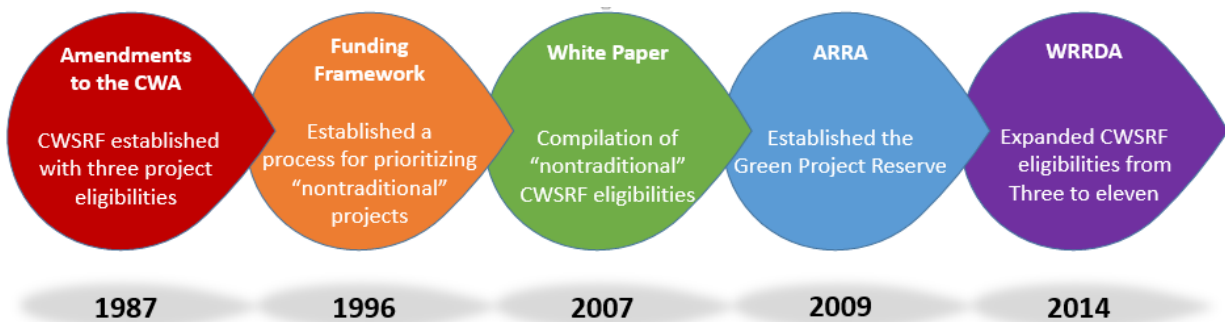 Amendments
to the CWA
CWSRF established
with three project
eligibilities
Funding
Framework
Established a
process for prioritizing
“nontraditional”
projects
White Paper
Compilation of
“nontraditional”
CWSRF eligibilities
ARRA
Established the
Green Project Reserve
WRRDA
Expanded CWSRF
eligibilities from
Three to eleven
1987
1996
2007
2009
2014